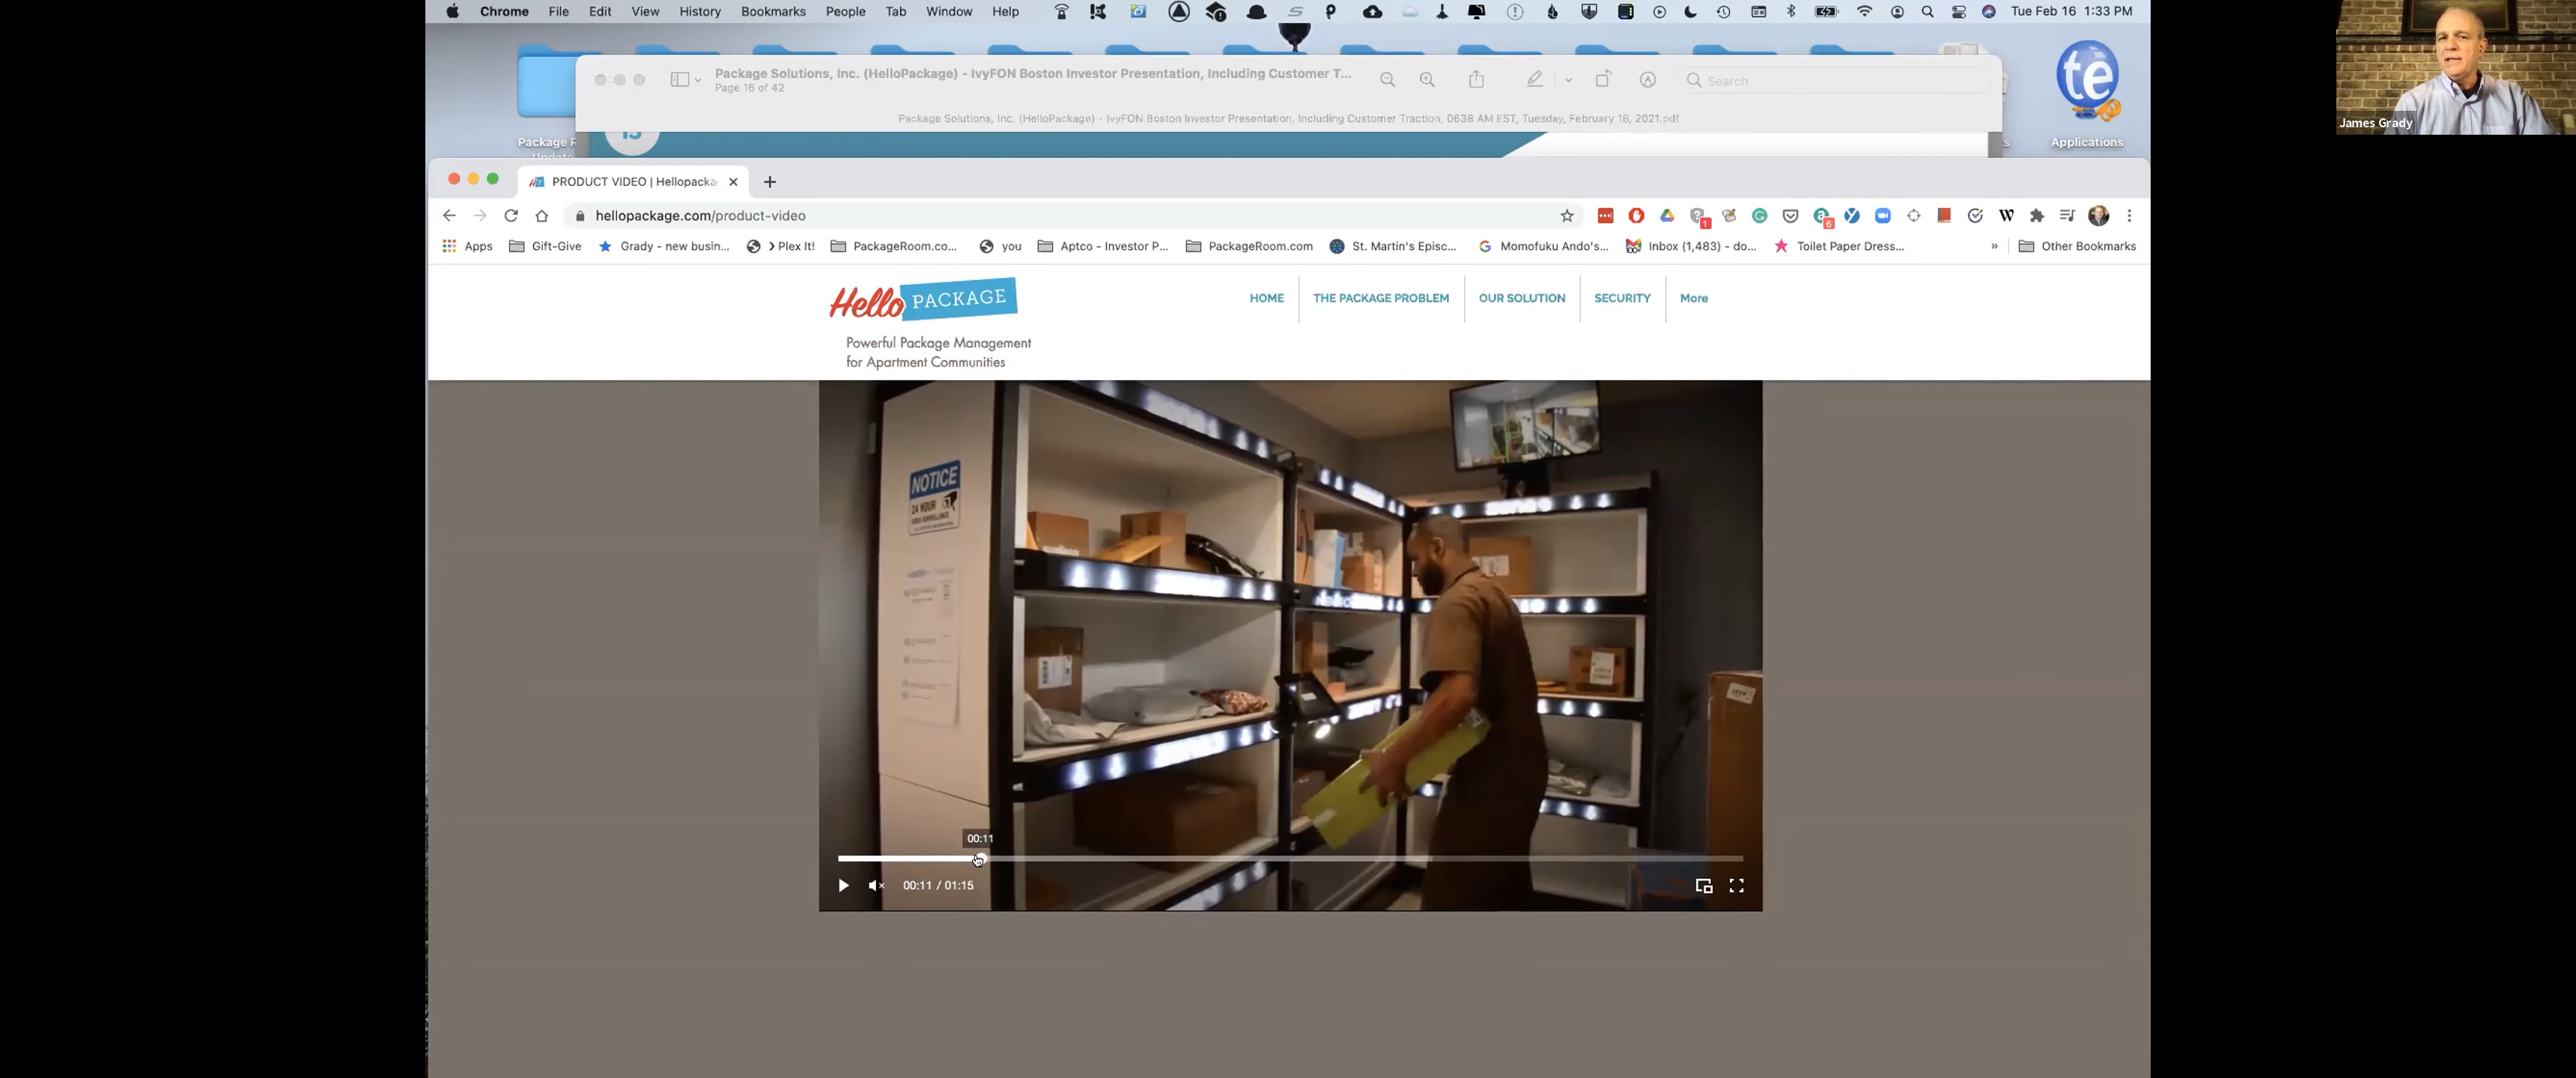 Chrome File Edit View History Bookmarks People Tab Window Help Tue Feb 16 1:33 PM
James Grady
Package Solutions, Inc. (HelloPackage) - IvyFON Boston Investor Presentation, Including Customer T...
Page 16 of 42
Search
Package Solutions, Inc. (HelloPackage) - IvyFON Boston Investor Presentation, Including Customer Traction, 0638 AM EST, Tuesday, February 16, 2021.pdf
Package Applications
PRODUCT VIDEO | Hellopacka
hellopackage.com/product-video
Apps Gift-Give Grady - new busin... Plex It! PackageRoom.co... you Aptco - Investor P... PackageRoom.com St. Martin's Episc... Momofuku Ando's... Inbox (1,483) - do... Toilet Paper Dress... » Other Bookmarks
Hello PACKAGE
HOME THE PACKAGE PROBLEM OUR SOLUTION SECURITY More
Powerful Package Management
for Apartment Communities
NOTICE
24 HOUR
VIDEO SURVEILLANCE
00:11
00:11 / 01:15